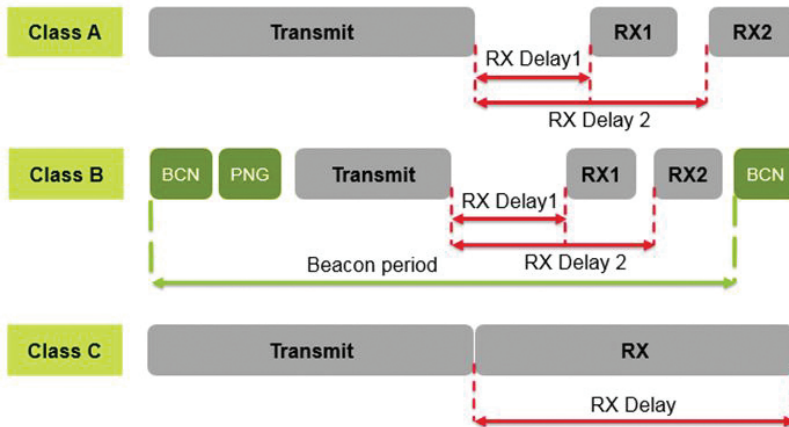 Class A Transmit RX1 RX2
RX Delay1
RX Delay 2
Class B BCN PNG Transmit RX1 RX2 BCN
RX Delay1
RX Delay 2
Beacon period
Class C Transmit RX
RX Delay